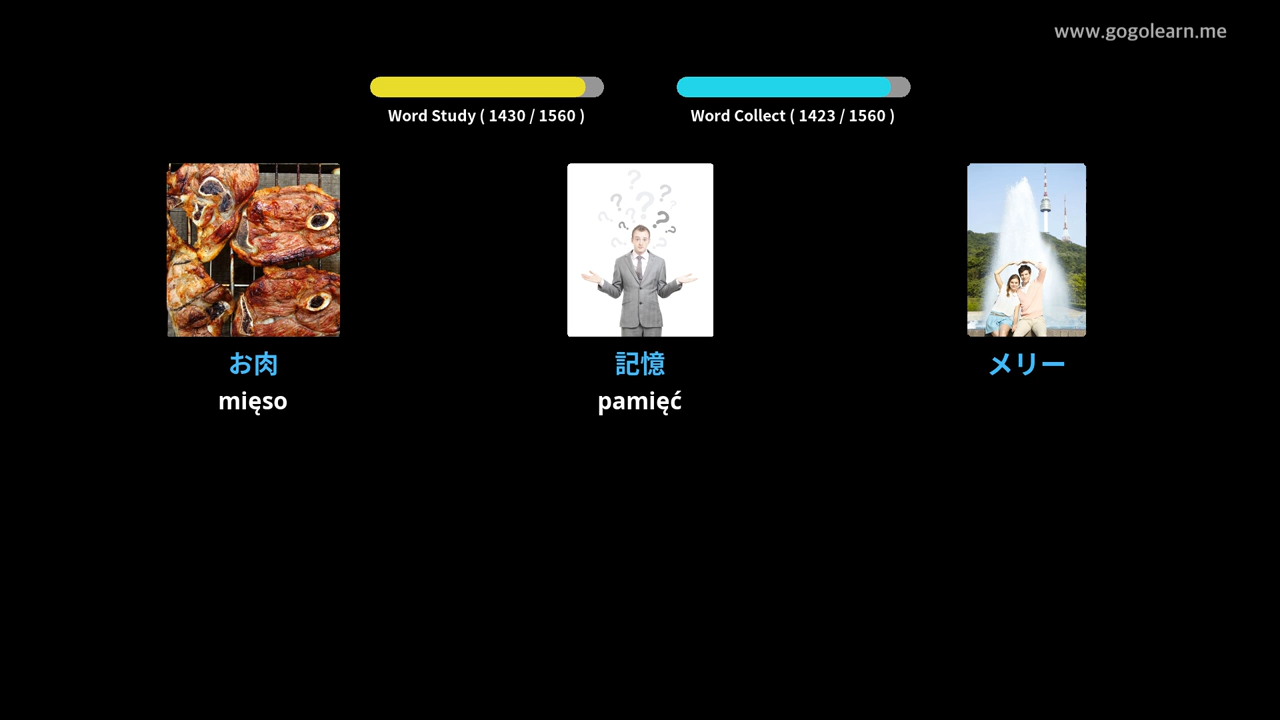 www.gogolearn.me
Word Study ( 1430 / 1560 )
Word Collect ( 1423 / 1560 )
お肉
mięso
記憶
pamięć
メリー